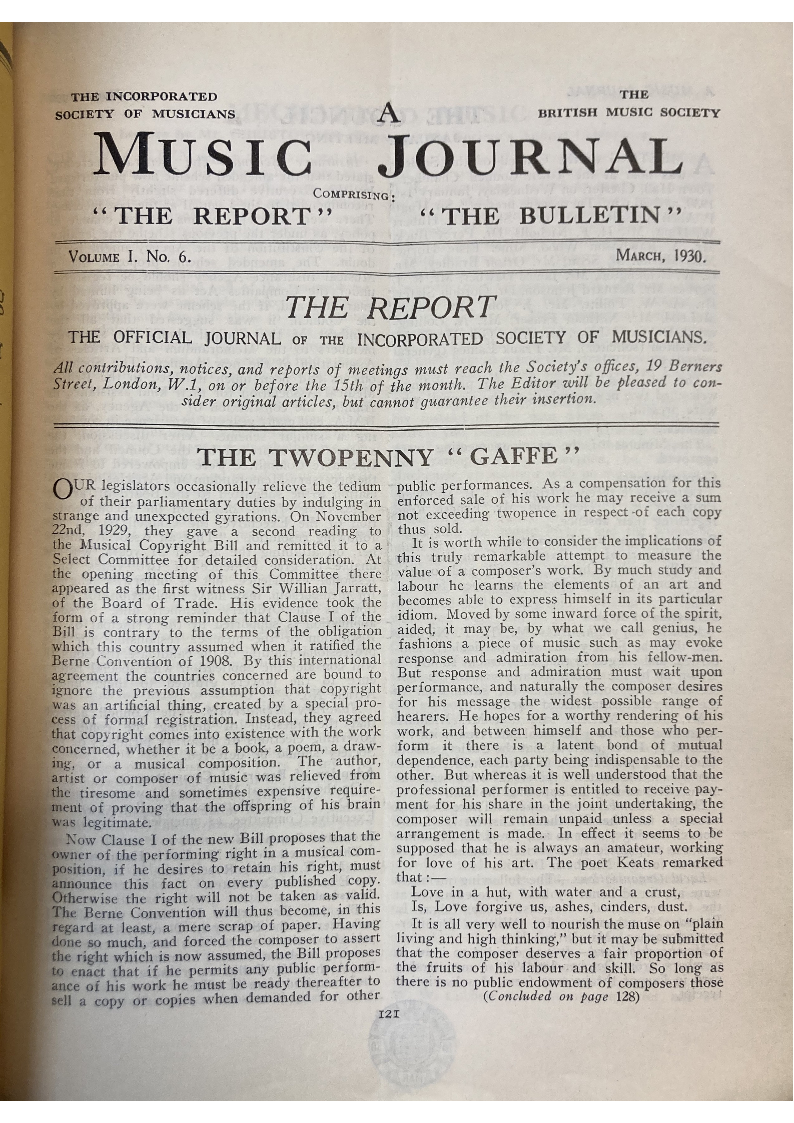 THE INCORPORATED
SOCIETY OF MUSICIANS
THE
BRITISH MUSIC SOCIETY
A
MUSIC JOURNAL
COMPRISING:
“THE REPORT” “THE BULLETIN”
VOLUME I. No. 6. MARCH, 1930.
THE REPORT
THE OFFICIAL JOURNAL OF THE INCORPORATED SOCIETY OF MUSICIANS.
All contributions, notices, and reports of meetings must reach the Society's offices, 19 Berners
Street, London, W.1, on or before the 15th of the month. The Editor will be pleased to con-
sider original articles, but cannot guarantee their insertion.
THE TWOPENNY “GAFFE”
OUR legislators occasionally relieve the tedium
of their parliamentary duties by indulging in
strange and unexpected gyrations. On November
22nd, 1929, they gave a second reading to
the Musical Copyright Bill and remitted it to a
Select Committee for detailed consideration. At
the opening meeting of this Committee there
appeared as the first witness Sir Willian Jarratt,
of the Board of Trade. His evidence took the
form of a strong reminder that Clause I of the
Bill is contrary to the terms of the obligation
which this country assumed when it ratified the
Berne Convention of 1908. By this international
agreement the countries concerned are bound to
ignore the previous assumption that copyright
was an artificial thing, created by a special pro-
cess of formal registration. Instead, they agreed
that copyright comes into existence with the work
concerned, whether it be a book, a poem, a draw-
ing, or a musical composition. The author,
artist or composer of music was relieved from
the tiresome and sometimes expensive require-
ment of proving that the offspring of his brain
was legitimate.
Now Clause I of the new Bill proposes that the
owner of the performing right in a musical com-
position, if he desires to retain his right, must
announce this fact on every published copy.
Otherwise the right will not be taken as valid.
The Berne Convention will thus become, in this
regard at least, a mere scrap of paper. Having
done so much, and forced the composer to assert
the right which is now assumed, the Bill proposes
to enact that if he permits any public perform-
ance of his work he must be ready thereafter to
sell a copy or copies when demanded for other
public performances. As a compensation for this
enforced sale of his work he may receive a sum
not exceeding twopence in respect of each copy
thus sold.
It is worth while to consider the implications of
this truly remarkable attempt to measure the
value of a composer's work. By much study and
labour he learns the elements of an art and
becomes able to express himself in its particular
idiom. Moved by some inward force of the spirit,
aided, it may be, by what we call genius, he
fashions a piece of music such as may evoke
response and admiration from his fellow-men.
But response and admiration must wait upon
performance, and naturally the composer desires
for his message the widest possible range of
hearers. He hopes for a worthy rendering of his
work, and between himself and those who per-
form it there is a latent bond of mutual
dependence, each party being indispensable to the
other. But whereas it is well understood that the
professional performer is entitled to receive pay-
ment for his share in the joint undertaking, the
composer will remain unpaid unless a special
arrangement is made. In effect it seems to be
supposed that he is always an amateur, working
for love of his art. The poet Keats remarked
that :—
Love in a hut, with water and a crust,
Is, Love forgive us, ashes, cinders, dust.
It is all very well to nourish the muse on “plain
living and high thinking,” but it may be submitted
that the composer deserves a fair proportion of
the fruits of his labour and skill. So long as
there is no public endowment of composers those
(Concluded on page 128)
121